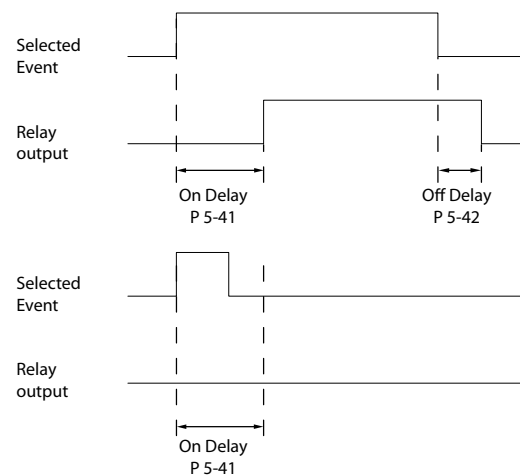 Selected
Event
Relay
output
On Delay
P 5-41
Off Delay
P 5-42
Selected
Event
Relay
output
On Delay
P 5-41